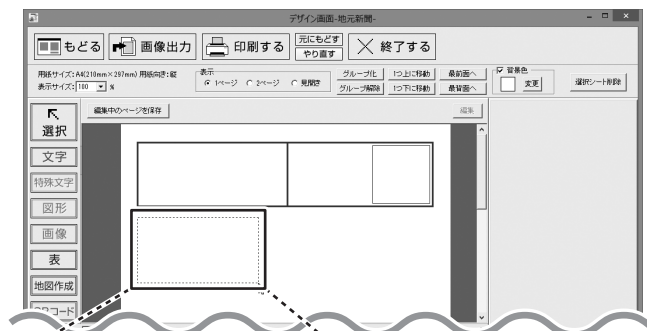 デザイン画面-地元新聞-
もどる 画像出力 印刷する 元にもどす やり直す 終了する
用紙サイズ:A4(210mm×297mm) 用紙向き:縦
表示サイズ: 100 %
表示
1ページ 2ページ 見開き
グループ化 1つ上に移動 最前面へ
グループ解除 1つ下に移動 最背面へ
背景色
変更
選択シート削除
編集中のページを保存 編集
選択
文字
特殊文字
図形
画像
表
地図作成
QRコード